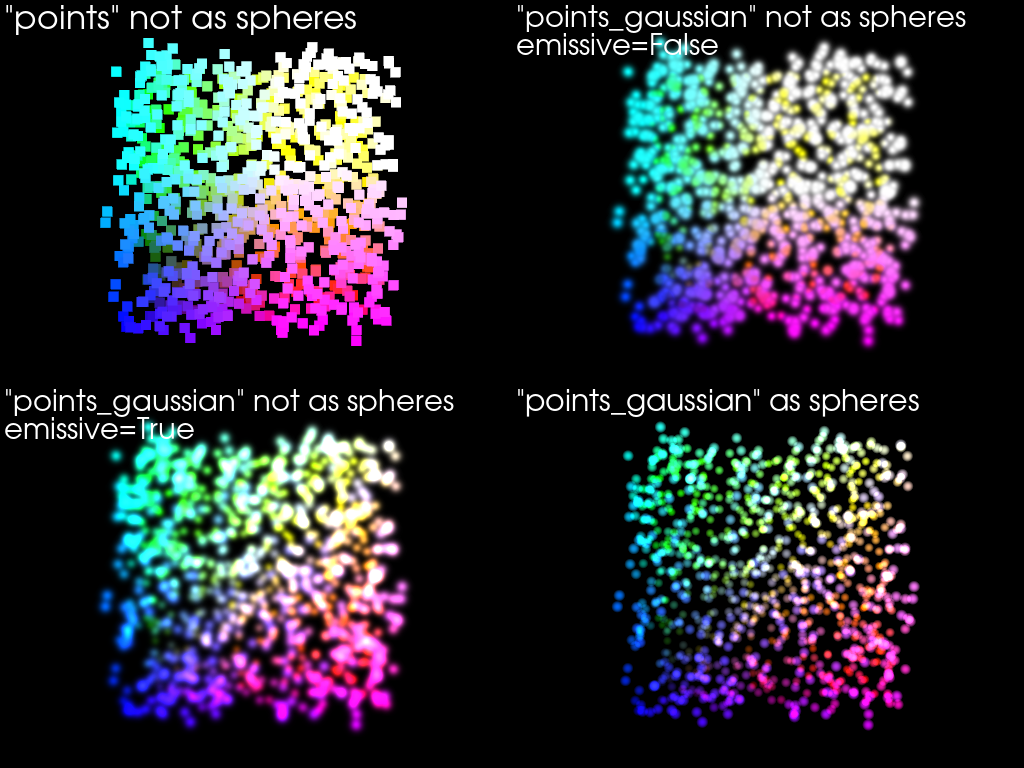 "points" not as spheres
"points_gaussian" not as spheres
emissive=False
"points_gaussian" not as spheres
emissive=True
"points_gaussian" as spheres